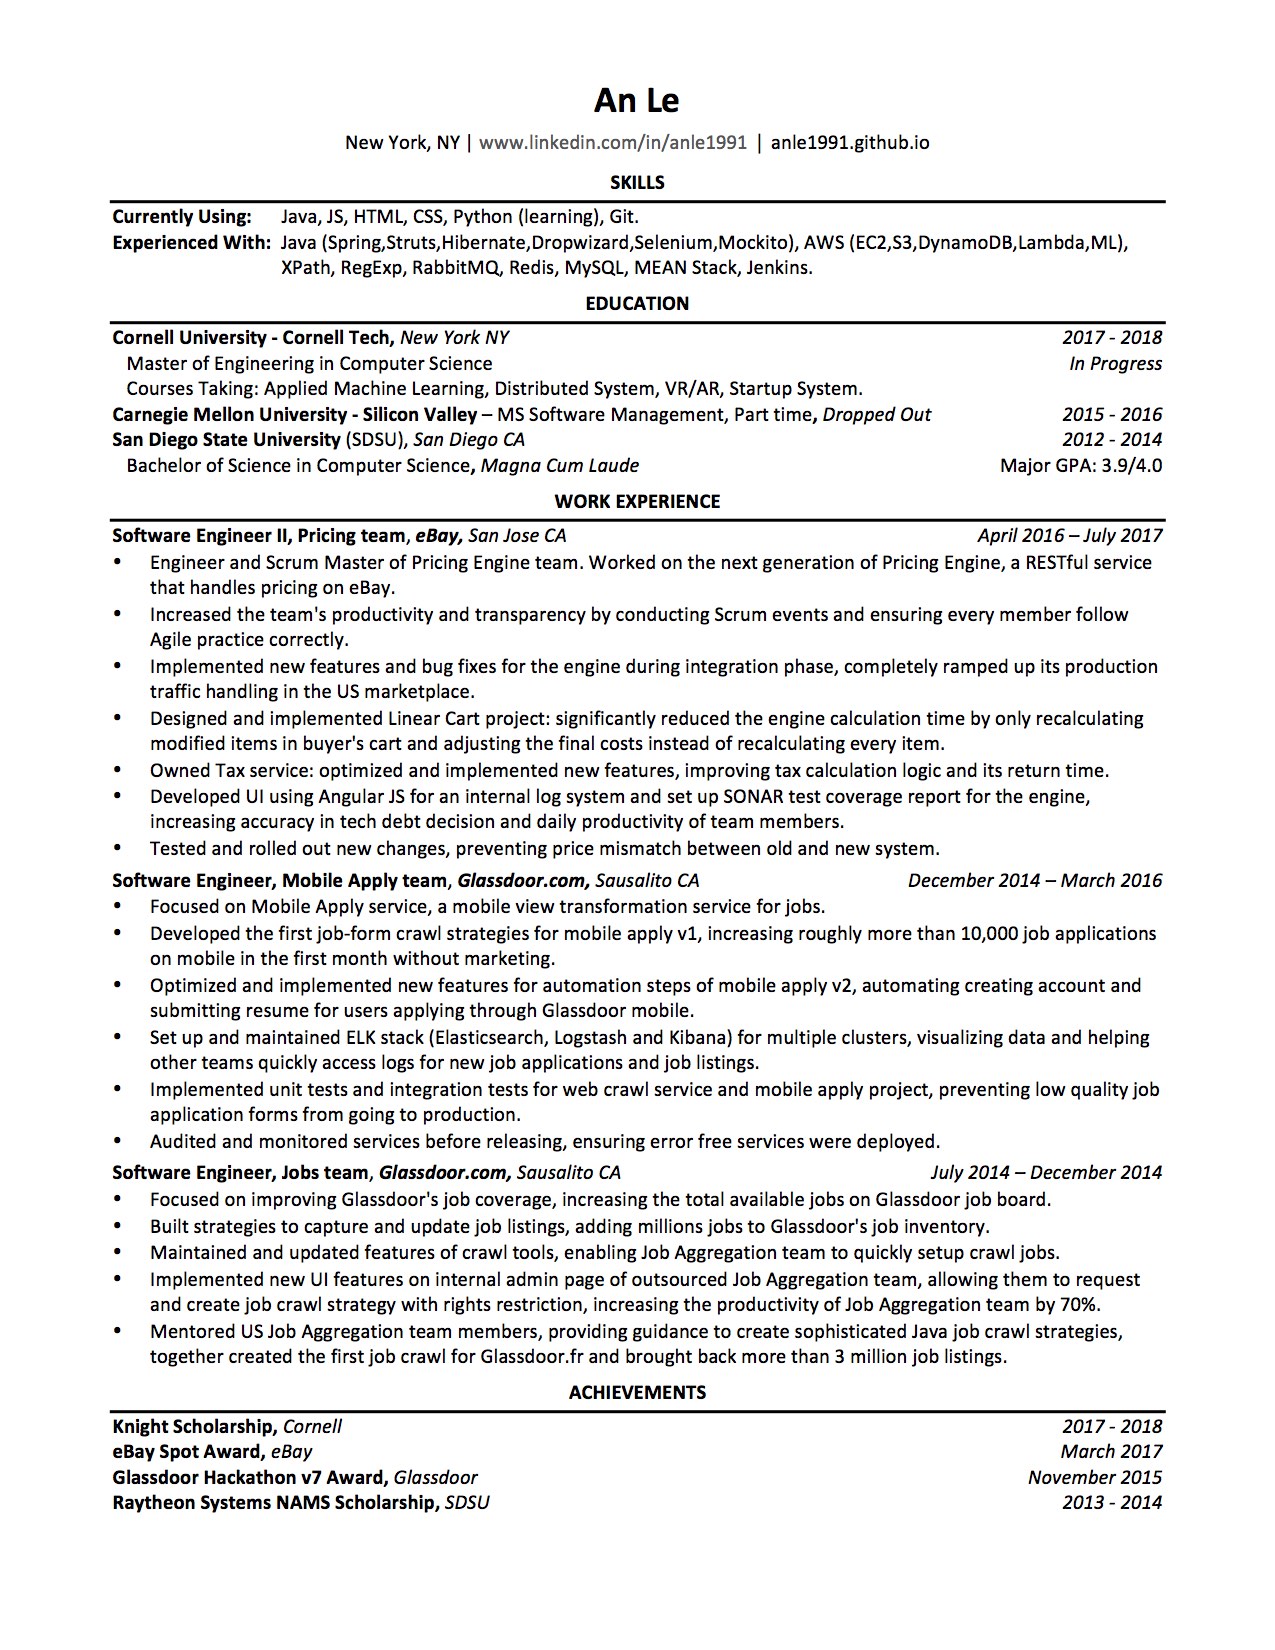 An Le
New York, NY | www.linkedin.com/in/anle1991 | anle1991.github.io
SKILLS
Currently Using: Java, JS, HTML, CSS, Python (learning), Git.
Experienced With: Java (Spring,Struts,Hibernate,Dropwizard,Selenium,Mockito), AWS (EC2,S3,DynamoDB,Lambda,ML),
XPath, RegExp, RabbitMQ, Redis, MySQL, MEAN Stack, Jenkins.
EDUCATION
Cornell University - Cornell Tech, New York NY 2017 - 2018
Master of Engineering in Computer Science In Progress
Courses Taking: Applied Machine Learning, Distributed System, VR/AR, Startup System.
Carnegie Mellon University - Silicon Valley – MS Software Management, Part time, Dropped Out 2015 - 2016
San Diego State University (SDSU), San Diego CA 2012 - 2014
Bachelor of Science in Computer Science, Magna Cum Laude Major GPA: 3.9/4.0
WORK EXPERIENCE
Software Engineer II, Pricing team, eBay, San Jose CA April 2016 – July 2017
• Engineer and Scrum Master of Pricing Engine team. Worked on the next generation of Pricing Engine, a RESTful service
that handles pricing on eBay.
• Increased the team's productivity and transparency by conducting Scrum events and ensuring every member follow
Agile practice correctly.
• Implemented new features and bug fixes for the engine during integration phase, completely ramped up its production
traffic handling in the US marketplace.
• Designed and implemented Linear Cart project: significantly reduced the engine calculation time by only recalculating
modified items in buyer's cart and adjusting the final costs instead of recalculating every item.
• Owned Tax service: optimized and implemented new features, improving tax calculation logic and its return time.
• Developed UI using Angular JS for an internal log system and set up SONAR test coverage report for the engine,
increasing accuracy in tech debt decision and daily productivity of team members.
• Tested and rolled out new changes, preventing price mismatch between old and new system.
Software Engineer, Mobile Apply team, Glassdoor.com, Sausalito CA December 2014 – March 2016
• Focused on Mobile Apply service, a mobile view transformation service for jobs.
• Developed the first job-form crawl strategies for mobile apply v1, increasing roughly more than 10,000 job applications
on mobile in the first month without marketing.
• Optimized and implemented new features for automation steps of mobile apply v2, automating creating account and
submitting resume for users applying through Glassdoor mobile.
• Set up and maintained ELK stack (Elasticsearch, Logstash and Kibana) for multiple clusters, visualizing data and helping
other teams quickly access logs for new job applications and job listings.
• Implemented unit tests and integration tests for web crawl service and mobile apply project, preventing low quality job
application forms from going to production.
• Audited and monitored services before releasing, ensuring error free services were deployed.
Software Engineer, Jobs team, Glassdoor.com, Sausalito CA July 2014 – December 2014
• Focused on improving Glassdoor's job coverage, increasing the total available jobs on Glassdoor job board.
• Built strategies to capture and update job listings, adding millions jobs to Glassdoor's job inventory.
• Maintained and updated features of crawl tools, enabling Job Aggregation team to quickly setup crawl jobs.
• Implemented new UI features on internal admin page of outsourced Job Aggregation team, allowing them to request
and create job crawl strategy with rights restriction, increasing the productivity of Job Aggregation team by 70%.
• Mentored US Job Aggregation team members, providing guidance to create sophisticated Java job crawl strategies,
together created the first job crawl for Glassdoor.fr and brought back more than 3 million job listings.
ACHIEVEMENTS
Knight Scholarship, Cornell 2017 - 2018
eBay Spot Award, eBay March 2017
Glassdoor Hackathon v7 Award, Glassdoor November 2015
Raytheon Systems NAMS Scholarship, SDSU 2013 - 2014